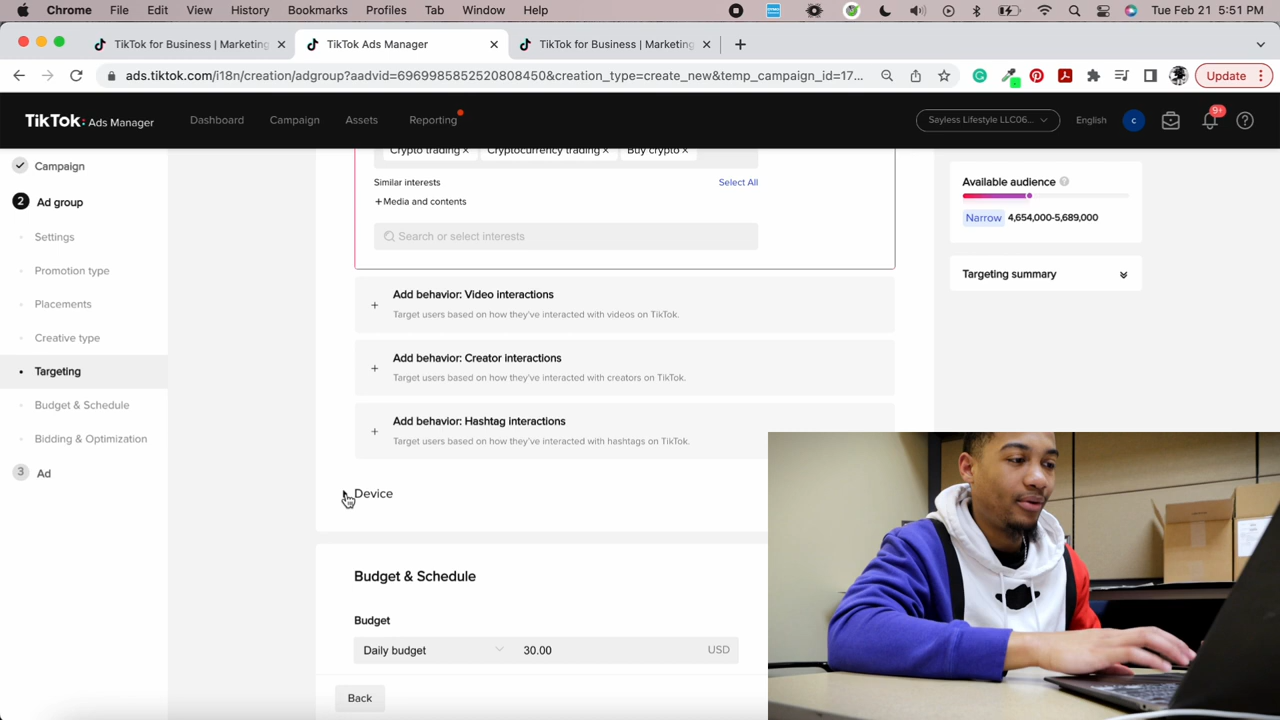 Chrome File Edit View History Bookmarks Profiles Tab Window Help Tue Feb 21 5:51 PM
TikTok for Business | Marketing
TikTok Ads Manager
TikTok for Business | Marketing
ads.tiktok.com/i18n/creation/adgroup?aadvid=6969985852520808450&creation_type=create_new&temp_campaign_id=17...
Update
TikTok: Ads Manager
Dashboard Campaign Assets Reporting
Sayless Lifestyle LLC06...
English
c
9+
Campaign
2 Ad group
Settings
Promotion type
Placements
Creative type
Targeting
Budget & Schedule
Bidding & Optimization
3 Ad
Crypto trading × Cryptocurrency trading × Buy crypto ×
Similar interests Select All
+Media and contents
Search or select interests
+ Add behavior: Video interactions
Target users based on how they've interacted with videos on TikTok.
+ Add behavior: Creator interactions
Target users based on how they've interacted with creators on TikTok.
+ Add behavior: Hashtag interactions
Target users based on how they've interacted with hashtags on TikTok.
Device
Budget & Schedule
Budget
Daily budget 30.00 USD
Back
Available audience ?
Narrow 4,654,000-5,689,000
Targeting summary